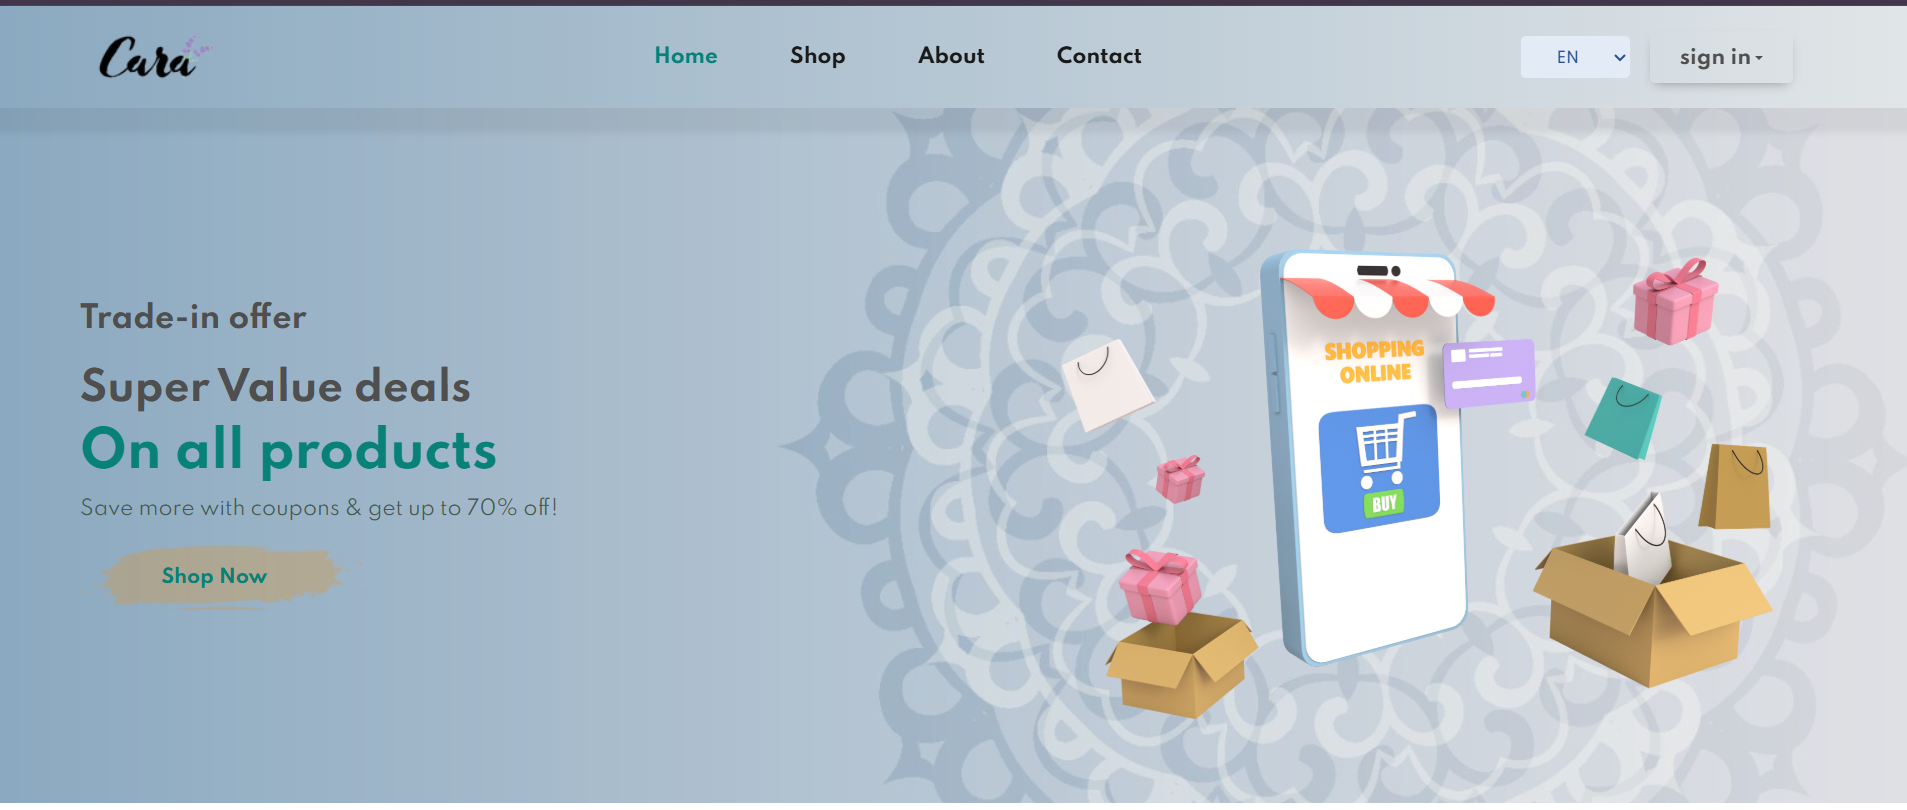 Cara
Home
Shop
About
Contact
EN
sign in
Trade-in offer
Super Value deals
On all products
Save more with coupons & get up to 70% off!
Shop Now
SHOPPING
ONLINE
BUY